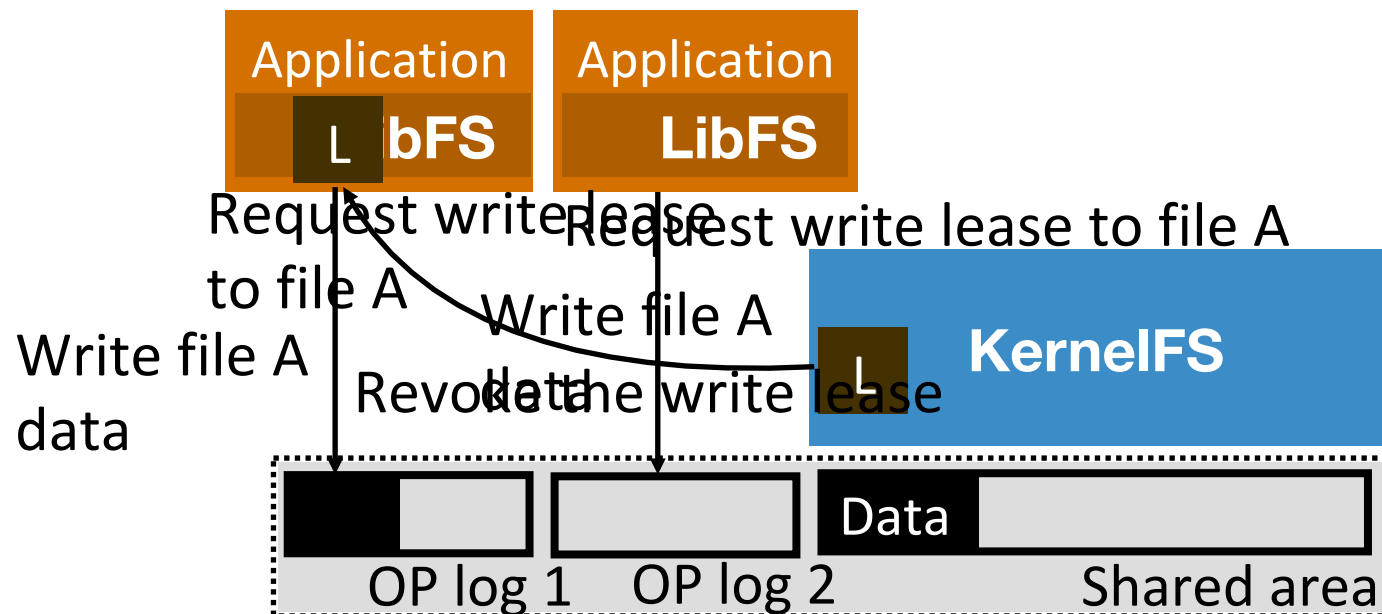 Application
Application
L ibFS
LibFS
Request write lease
to file A
Request write lease to file A
Write file A
data
Write file A
data
Revoke the write lease
L
KernelFS
Data
OP log 1
OP log 2
Shared area